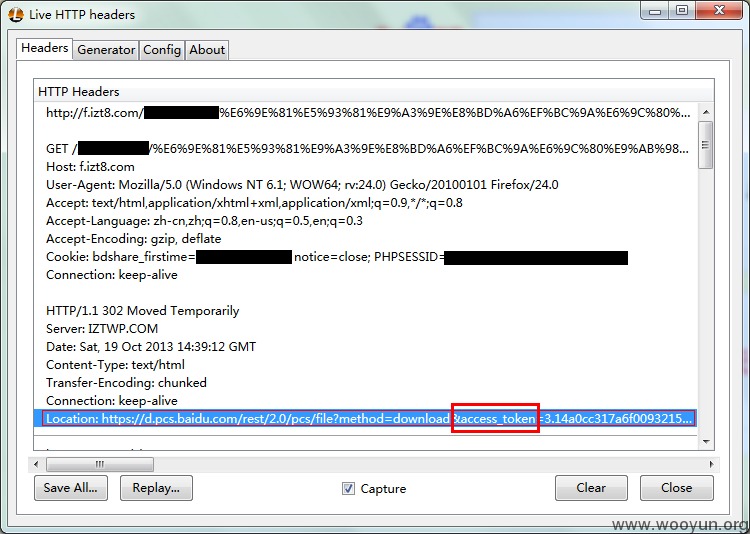 Live HTTP headers
Headers Generator Config About
HTTP Headers
http://f.izt8.com/ %E6%9E%81%E5%93%81%E9%A3%9E%E8%BD%A6%EF%BC%9A%E6%9C%80%...
GET / /%E6%9E%81%E5%93%81%E9%A3%9E%E8%BD%A6%EF%BC%9A%E6%9C%80%E9%AB%98...
Host: f.izt8.com
User-Agent: Mozilla/5.0 (Windows NT 6.1; WOW64; rv:24.0) Gecko/20100101 Firefox/24.0
Accept: text/html,application/xhtml+xml,application/xml;q=0.9,*/*;q=0.8
Accept-Language: zh-cn,zh;q=0.8,en-us;q=0.5,en;q=0.3
Accept-Encoding: gzip, deflate
Cookie: bdshare_firstime= notice=close; PHPSESSID=
Connection: keep-alive
HTTP/1.1 302 Moved Temporarily
Server: IZTWP.COM
Date: Sat, 19 Oct 2013 14:39:12 GMT
Content-Type: text/html
Transfer-Encoding: chunked
Connection: keep-alive
Location: https://d.pcs.baidu.com/rest/2.0/pcs/file?method=download&access_token=3.14a0cc317a6f0093215...
Save All... Replay... Capture Clear Close
www.wooyun.org